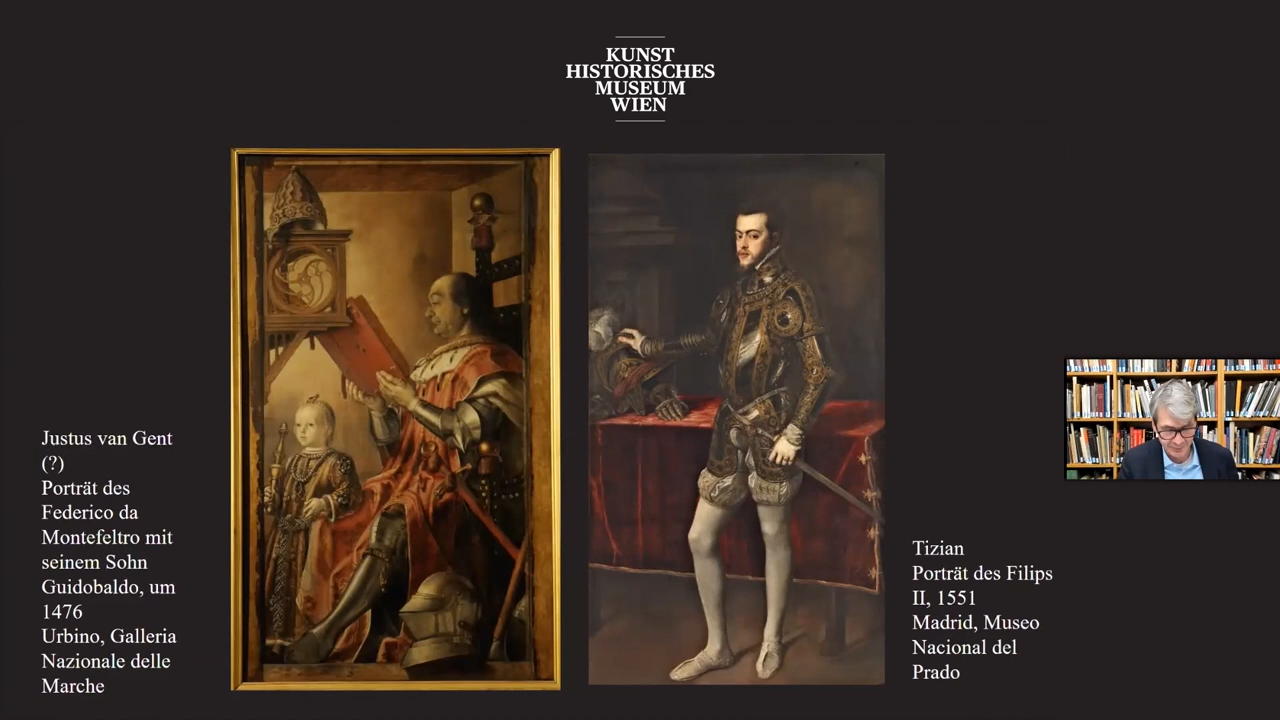 KUNST
HISTORISCHES
MUSEUM
WIEN
Justus van Gent
(?)
Porträt des
Federico da
Montefeltro mit
seinem Sohn
Guidobaldo, um
1476
Urbino, Galleria
Nazionale delle
Marche
Tizian
Porträt des Filips
II, 1551
Madrid, Museo
Nacional del
Prado